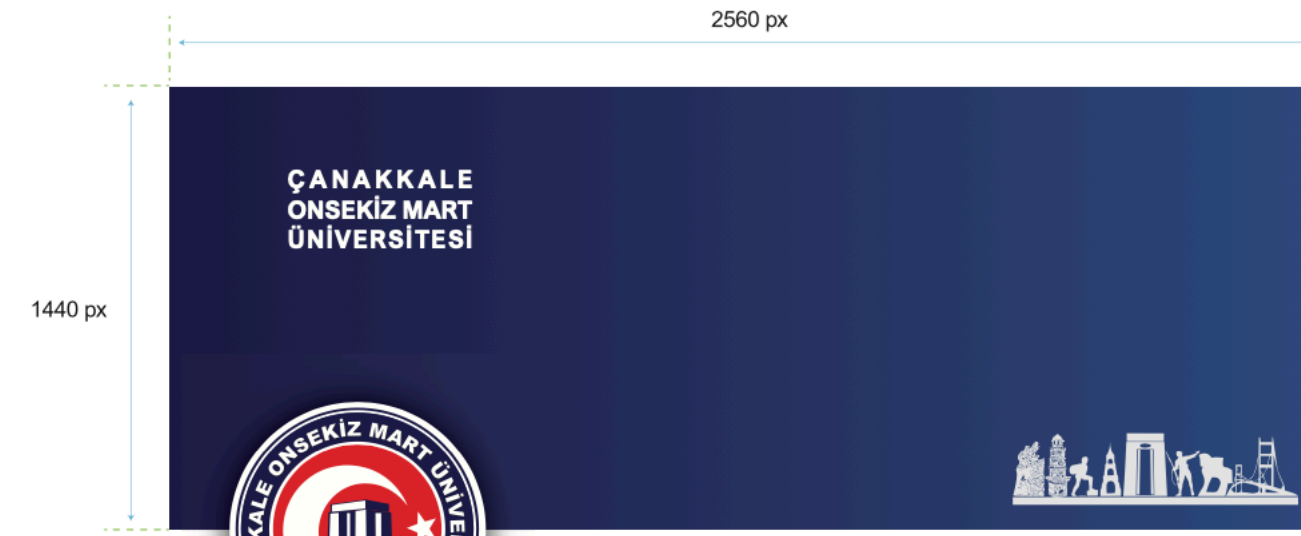 2560 px
ÇANAKKALE
ONSEKİZ MART
ÜNİVERSİTESİ
1440 px
KALE ONSEKİZ MART ÜNİVE